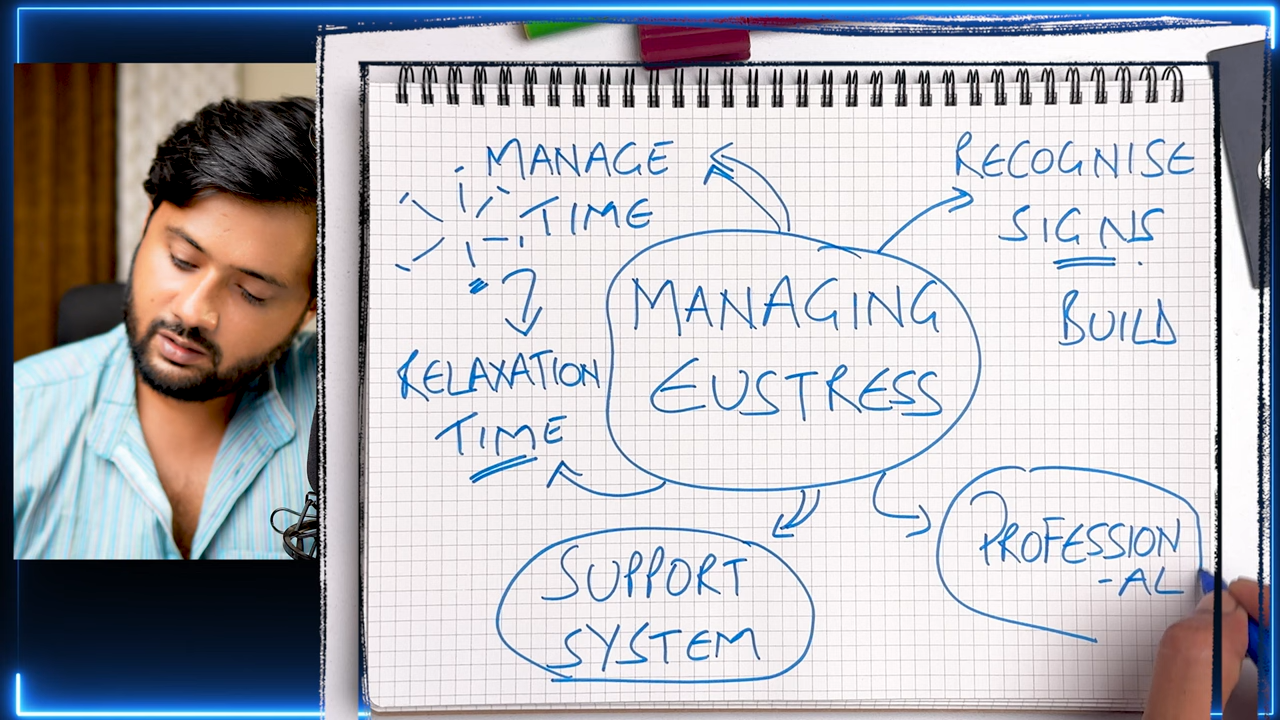 MANAGE
TIME
RELAXATION
TIME
MANAGING
EUSTRESS
RECOGNISE
SIGNS
BUILD
SUPPORT
SYSTEM
PROFESSION
-AL